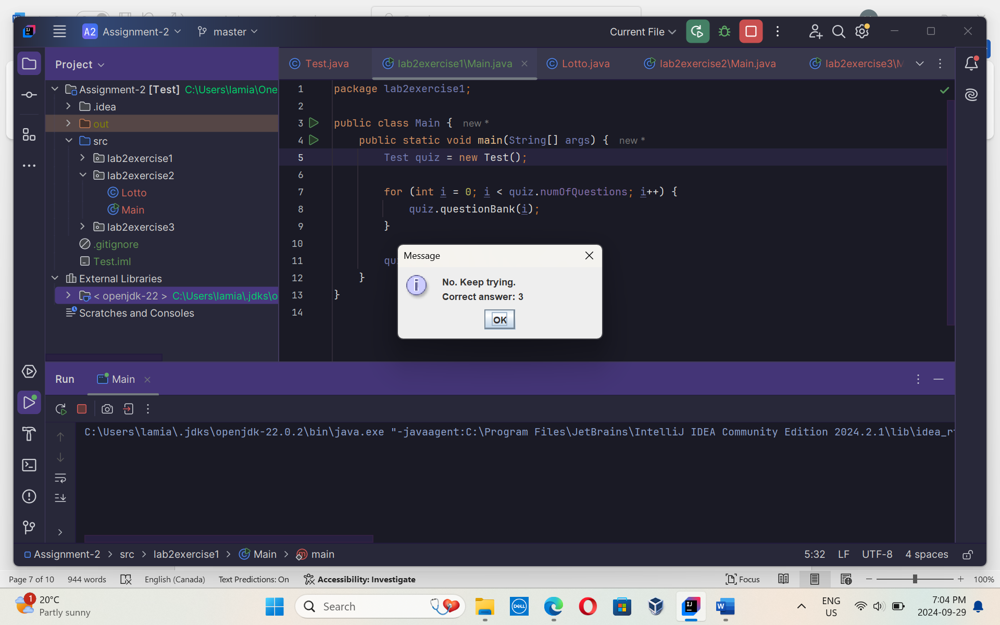 A2 Assignment-2 master Current File
Project
Test.java lab2exercise1\Main.java Lotto.java lab2exercise2\Main.java lab2exercise3\M
Assignment-2 [Test] C:\Users\lamia\One
.idea
out
src
lab2exercise1
lab2exercise2
Lotto
Main
lab2exercise3
.gitignore
Test.iml
External Libraries
< openjdk-22 > C:\Users\lamia\.jdks\o
Scratches and Consoles
1 package lab2exercise1;
2
3 public class Main { new *
4 public static void main(String[] args) { new *
5 Test quiz = new Test();
6
7 for (int i = 0; i < quiz.numOfQuestions; i++) {
8 quiz.questionBank(i);
9 }
10
11 qu
12 }
13 }
14
Message
No. Keep trying.
Correct answer: 3
OK
Run Main
C:\Users\lamia\.jdks\openjdk-22.0.2\bin\java.exe "-javaagent:C:\Program Files\JetBrains\IntelliJ IDEA Community Edition 2024.2.1\lib\idea_r
Assignment-2 > src > lab2exercise1 > Main > main 5:32 LF UTF-8 4 spaces
Page 7 of 10 944 words English (Canada) Text Predictions: On Accessibility: Investigate Focus 100%
1 20°C
Partly sunny
Search
DELL
ENG
US
7:04 PM
2024-09-29